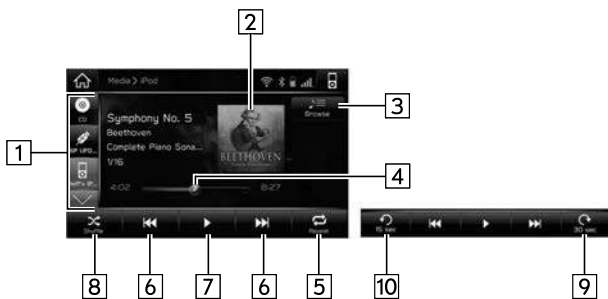 2
Media > iPod
CD
3
Browse
Symphony No. 5
Beethoven
Complete Piano Sona...
1/16
BEETHOVEN
1
4
4:02
8:27
Shuffle
Repeat
15 sec
30 sec
8
6
7
6
5
10
9